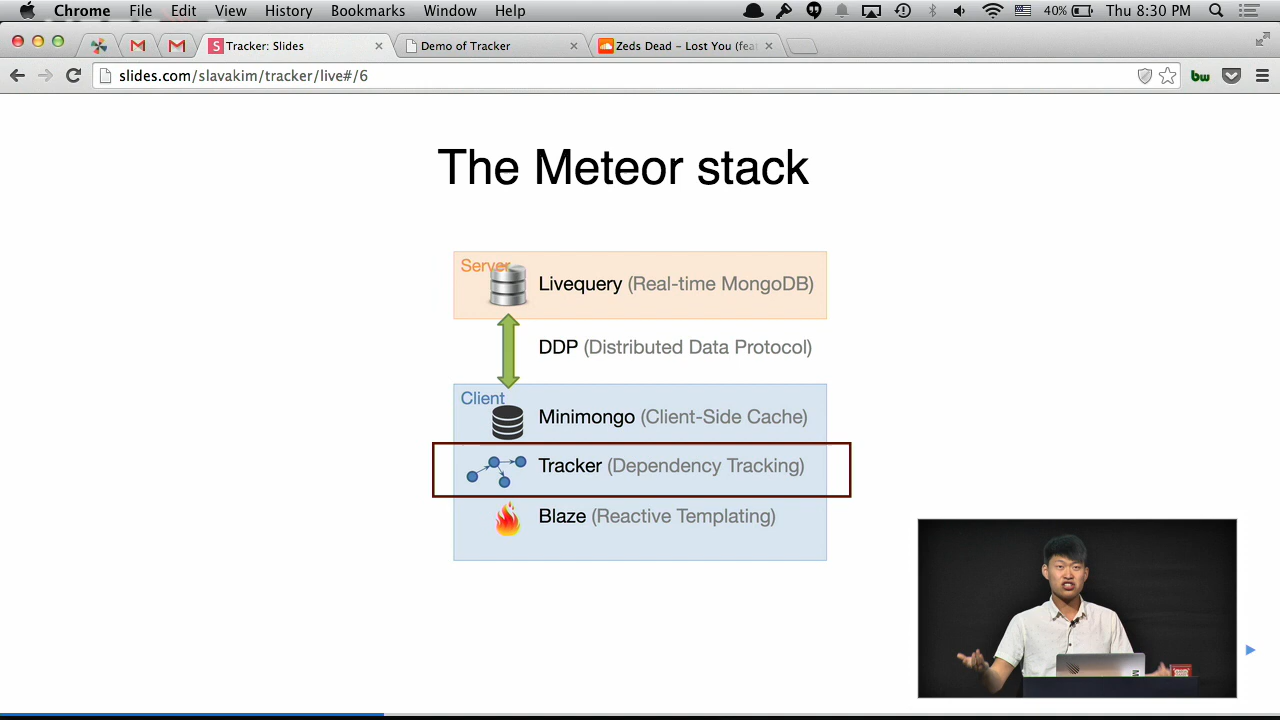 Chrome File Edit View History Bookmarks Window Help 40% Thu 8:30 PM
Tracker: Slides Demo of Tracker Zeds Dead - Lost You (fea
slides.com/slavakim/tracker/live#/6 bw
The Meteor stack
Server
Livequery (Real-time MongoDB)
DDP (Distributed Data Protocol)
Client
Minimongo (Client-Side Cache)
Tracker (Dependency Tracking)
Blaze (Reactive Templating)